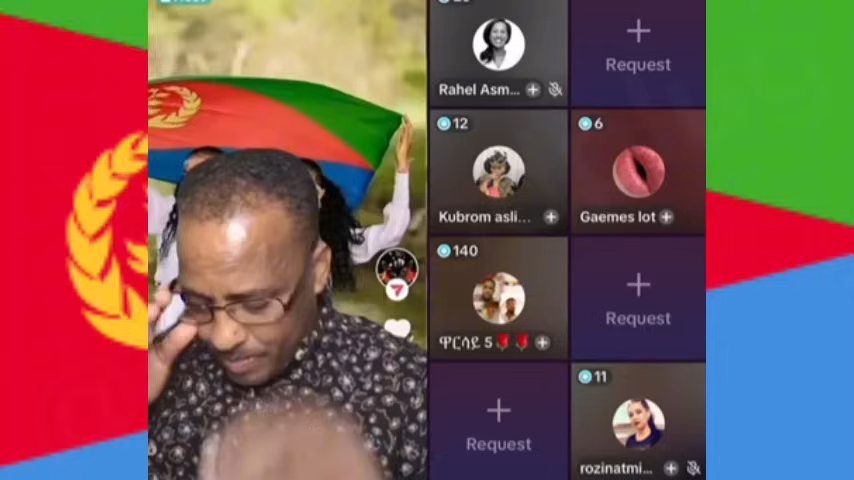 Rahel Asm...
Request
12
6
Kubrom asli...
Gaemes lot
140
ዋርሳይ 5🌹🌹
Request
Request
11
rozinatmi...